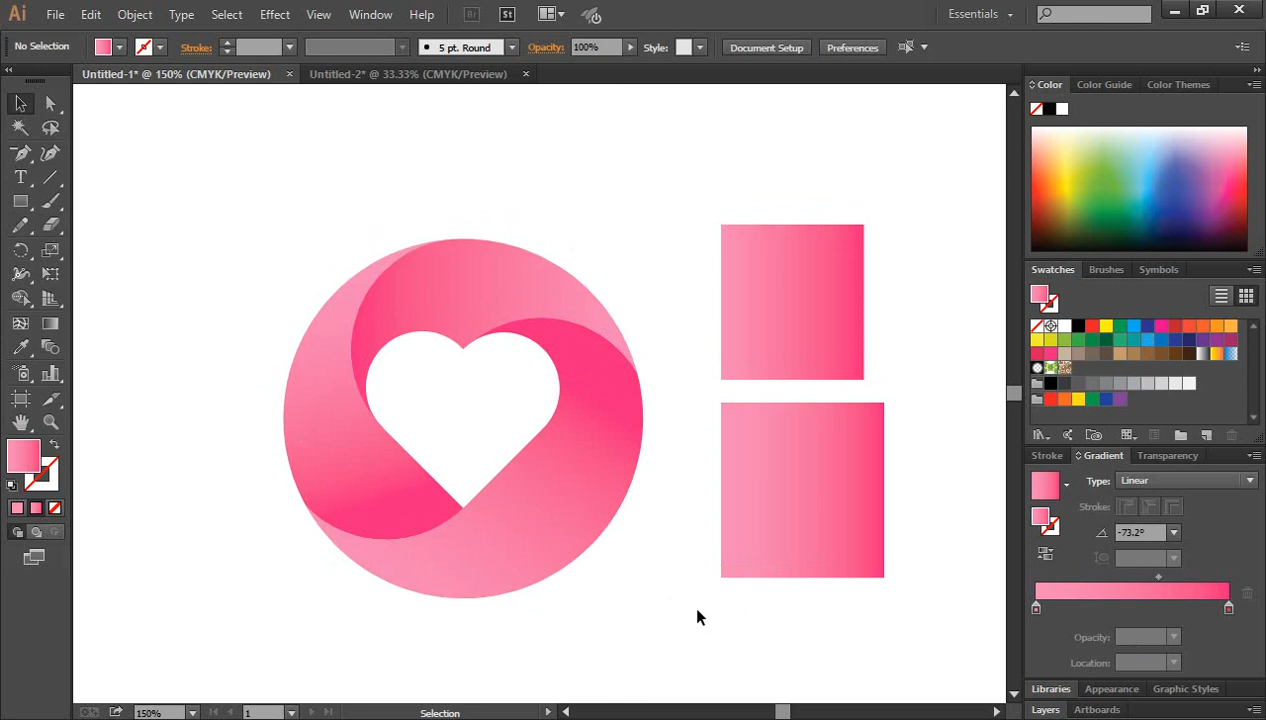 Ai File Edit Object Type Select Effect View Window Help Br St Essentials
No Selection Stroke: 5 pt. Round Opacity: 100% Style: Document Setup Preferences
Untitled-1* @ 150% (CMYK/Preview) Untitled-2* @ 33.33% (CMYK/Preview)
Color Color Guide Color Themes
Swatches Brushes Symbols
Stroke Gradient Transparency
Type: Linear
Stroke:
-73.2°
Opacity:
Location:
Libraries Appearance Graphic Styles
Layers Artboards
150% 1 Selection